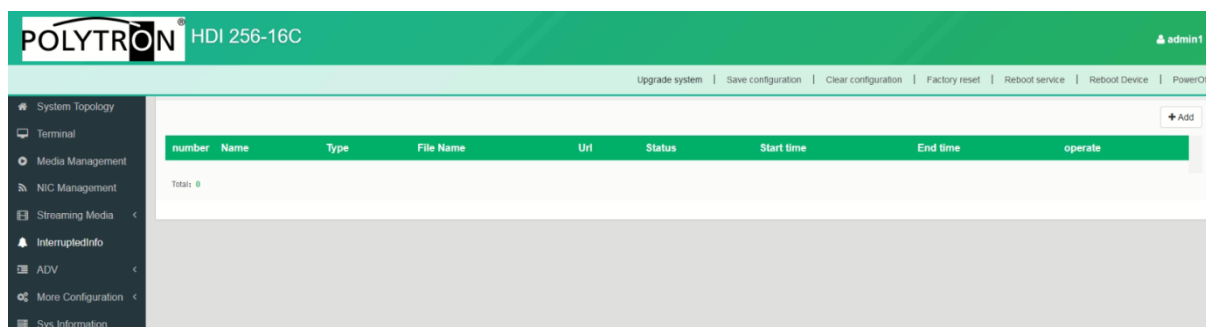 POLYTRON® HDI 256-16C
admin1
Upgrade system | Save configuration | Clear configuration | Factory reset | Reboot service | Reboot Device | PowerOf
System Topology
+ Add
Terminal
number Name Type File Name Url Status Start time End time operate
Media Management
NIC Management
Total: 0
Streaming Media <
InterruptedInfo
ADV <
More Configuration <
Sys Information